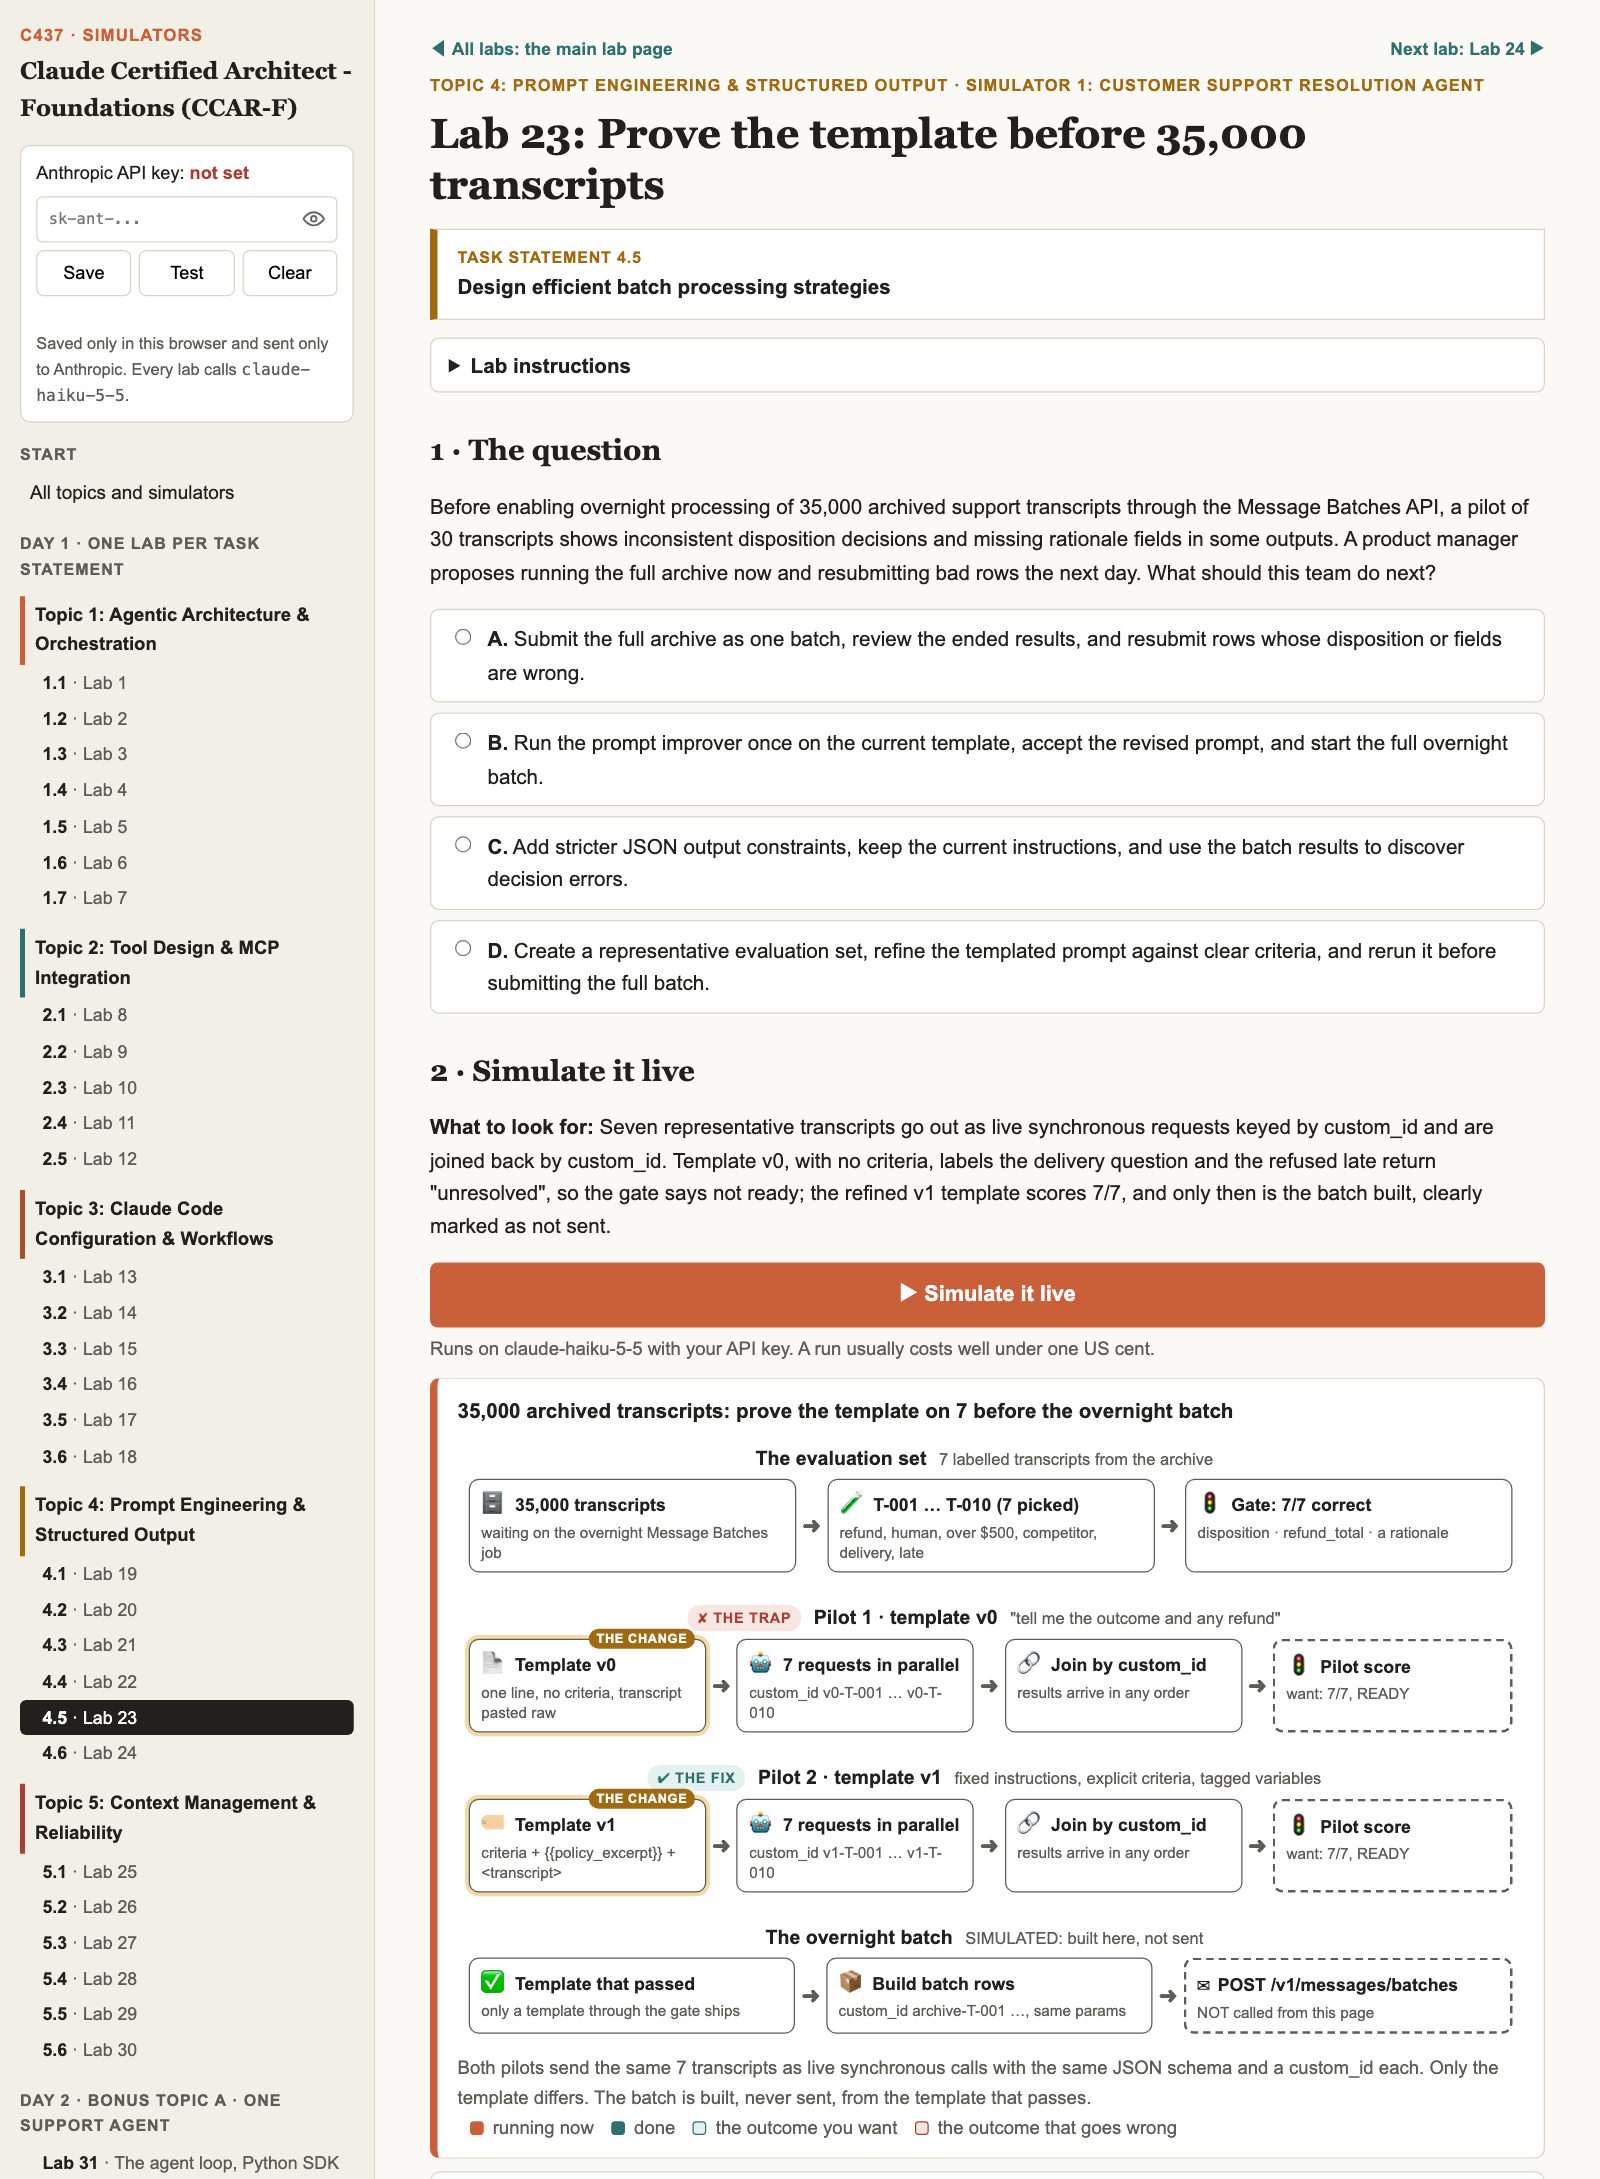 C437 · SIMULATORS
Claude Certified Architect -
Foundations (CCAR-F)
Anthropic API key: not set
sk-ant-...
Save
Test
Clear
Saved only in this browser and sent only
to Anthropic. Every lab calls claude-
haiku-5-5.
START
All topics and simulators
DAY 1 · ONE LAB PER TASK
STATEMENT
Topic 1: Agentic Architecture &
Orchestration
1.1 · Lab 1
1.2 · Lab 2
1.3 · Lab 3
1.4 · Lab 4
1.5 · Lab 5
1.6 · Lab 6
1.7 · Lab 7
Topic 2: Tool Design & MCP
Integration
2.1 · Lab 8
2.2 · Lab 9
2.3 · Lab 10
2.4 · Lab 11
2.5 · Lab 12
Topic 3: Claude Code
Configuration & Workflows
3.1 · Lab 13
3.2 · Lab 14
3.3 · Lab 15
3.4 · Lab 16
3.5 · Lab 17
3.6 · Lab 18
Topic 4: Prompt Engineering &
Structured Output
4.1 · Lab 19
4.2 · Lab 20
4.3 · Lab 21
4.4 · Lab 22
4.5 · Lab 23
4.6 · Lab 24
Topic 5: Context Management &
Reliability
5.1 · Lab 25
5.2 · Lab 26
5.3 · Lab 27
5.4 · Lab 28
5.5 · Lab 29
5.6 · Lab 30
DAY 2 · BONUS TOPIC A · ONE
SUPPORT AGENT
Lab 31 · The agent loop, Python SDK
◀ All labs: the main lab page
Next lab: Lab 24 ▶
TOPIC 4: PROMPT ENGINEERING & STRUCTURED OUTPUT · SIMULATOR 1: CUSTOMER SUPPORT RESOLUTION AGENT
Lab 23: Prove the template before 35,000
transcripts
TASK STATEMENT 4.5
Design efficient batch processing strategies
▶ Lab instructions
1 · The question
Before enabling overnight processing of 35,000 archived support transcripts through the Message Batches API, a pilot of
30 transcripts shows inconsistent disposition decisions and missing rationale fields in some outputs. A product manager
proposes running the full archive now and resubmitting bad rows the next day. What should this team do next?
A. Submit the full archive as one batch, review the ended results, and resubmit rows whose disposition or fields
are wrong.
B. Run the prompt improver once on the current template, accept the revised prompt, and start the full overnight
batch.
C. Add stricter JSON output constraints, keep the current instructions, and use the batch results to discover
decision errors.
D. Create a representative evaluation set, refine the templated prompt against clear criteria, and rerun it before
submitting the full batch.
2 · Simulate it live
What to look for: Seven representative transcripts go out as live synchronous requests keyed by custom_id and are
joined back by custom_id. Template v0, with no criteria, labels the delivery question and the refused late return
"unresolved", so the gate says not ready; the refined v1 template scores 7/7, and only then is the batch built, clearly
marked as not sent.
▶ Simulate it live
Runs on claude-haiku-5-5 with your API key. A run usually costs well under one US cent.
35,000 archived transcripts: prove the template on 7 before the overnight batch
The evaluation set 7 labelled transcripts from the archive
35,000 transcripts
waiting on the overnight Message Batches
job
➜
T-001 … T-010 (7 picked)
refund, human, over $500, competitor,
delivery, late
➜
Gate: 7/7 correct
disposition · refund_total · a rationale
✘ THE TRAP Pilot 1 · template v0 "tell me the outcome and any refund"
THE CHANGE
Template v0
one line, no criteria, transcript
pasted raw
➜
7 requests in parallel
custom_id v0-T-001 … v0-T-
010
➜
Join by custom_id
results arrive in any order
➜
Pilot score
want: 7/7, READY
✔ THE FIX Pilot 2 · template v1 fixed instructions, explicit criteria, tagged variables
THE CHANGE
Template v1
criteria + {{policy_excerpt}} +
<transcript>
➜
7 requests in parallel
custom_id v1-T-001 … v1-T-
010
➜
Join by custom_id
results arrive in any order
➜
Pilot score
want: 7/7, READY
The overnight batch SIMULATED: built here, not sent
Template that passed
only a template through the gate ships
➜
Build batch rows
custom_id archive-T-001 …, same params
➜
✉ POST /v1/messages/batches
NOT called from this page
Both pilots send the same 7 transcripts as live synchronous calls with the same JSON schema and a custom_id each. Only the
template differs. The batch is built, never sent, from the template that passes.
running now
done
the outcome you want
the outcome that goes wrong